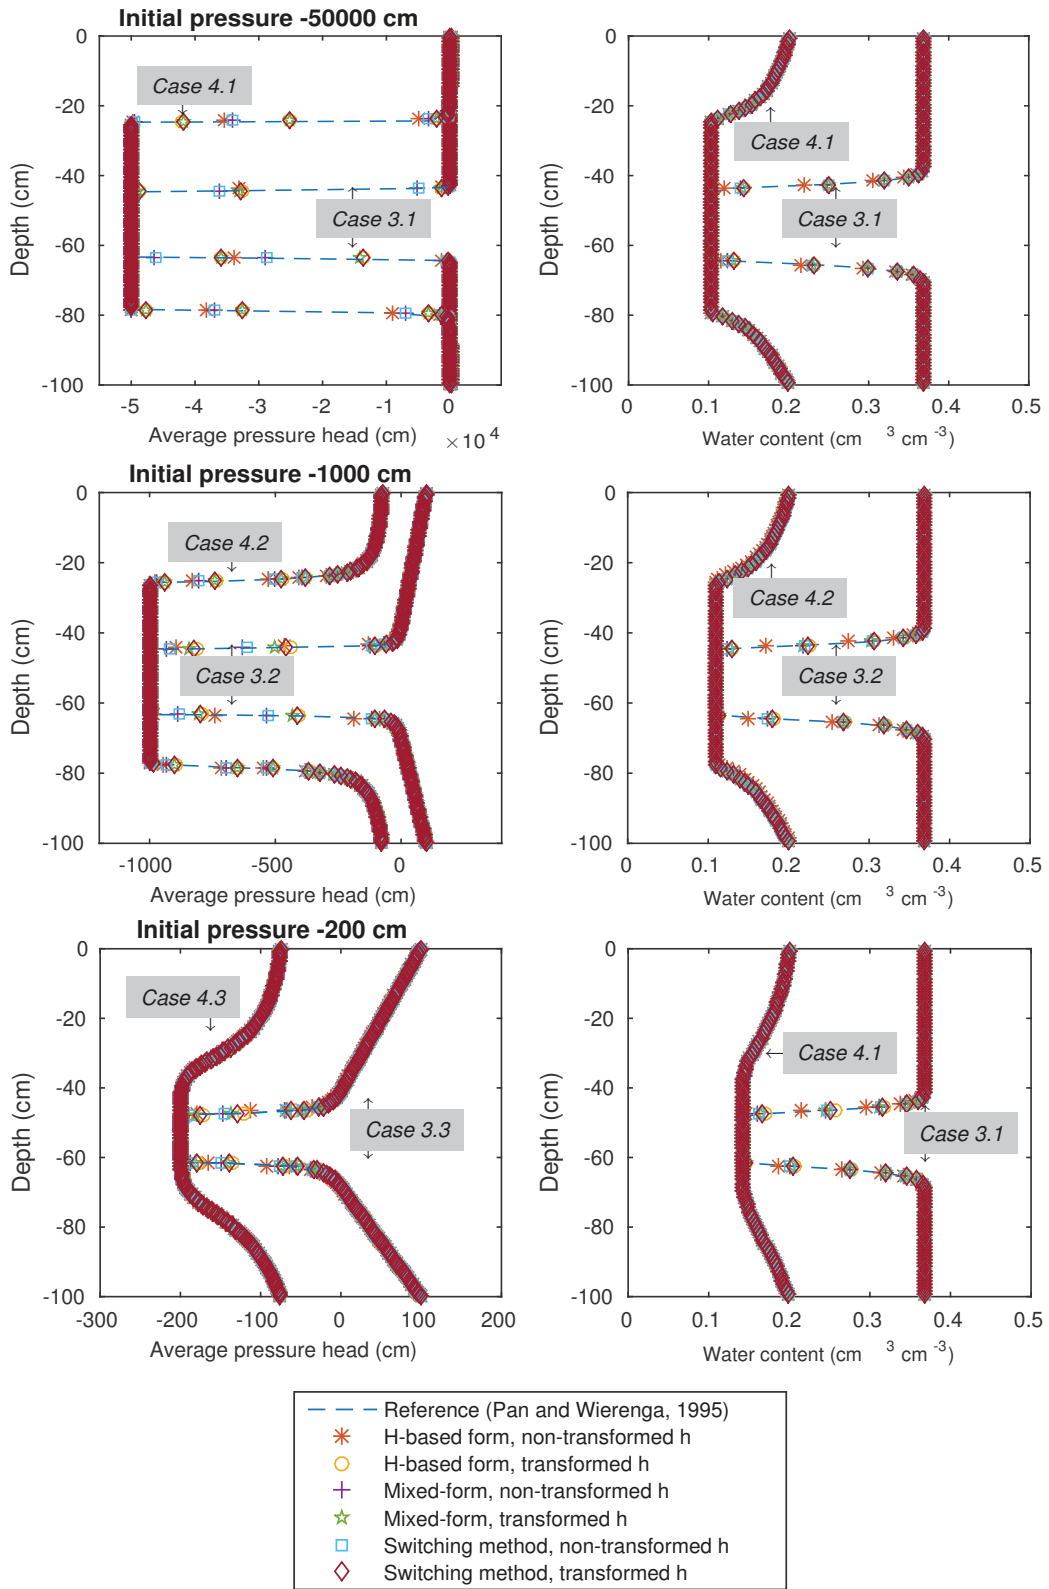 Initial pressure -50000 cm
0
-20
-40
-60
-80
-100
Depth (cm)
Case 4.1
Case 3.1
-5
-4
-3
-2
-1
0
Average pressure head (cm)
×10 4
0
-20
-40
-60
-80
-100
Depth (cm)
Case 4.1
Case 3.1
0
0.1
0.2
0.3
0.4
0.5
Water content (cm 3 cm -3)
Initial pressure -1000 cm
0
-20
-40
-60
-80
-100
Depth (cm)
Case 4.2
Case 3.2
-1000
-500
0
Average pressure head (cm)
0
-20
-40
-60
-80
-100
Depth (cm)
Case 4.2
Case 3.2
0
0.1
0.2
0.3
0.4
0.5
Water content (cm 3 cm -3)
Initial pressure -200 cm
0
-20
-40
-60
-80
-100
Depth (cm)
Case 4.3
Case 3.3
-300
-200
-100
0
100
200
Average pressure head (cm)
0
-20
-40
-60
-80
-100
Depth (cm)
Case 4.1
Case 3.1
0
0.1
0.2
0.3
0.4
0.5
Water content (cm 3 cm -3)
Reference (Pan and Wierenga, 1995)
H-based form, non-transformed h
H-based form, transformed h
Mixed-form, non-transformed h
Mixed-form, transformed h
Switching method, non-transformed h
Switching method, transformed h